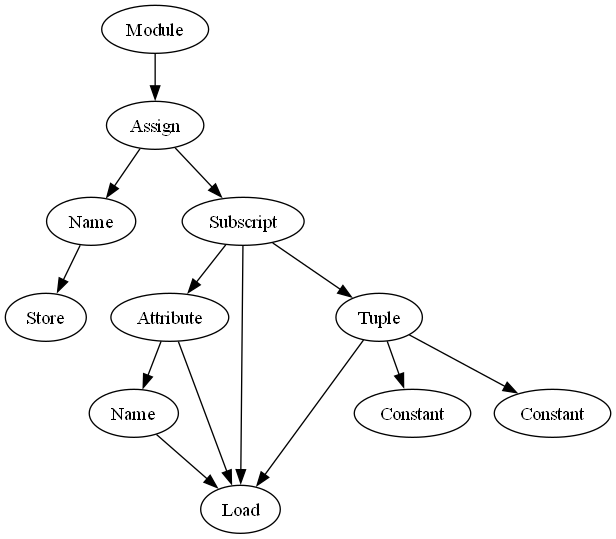 Module
Assign
Name
Subscript
Store
Attribute
Tuple
Name
Constant
Constant
Load